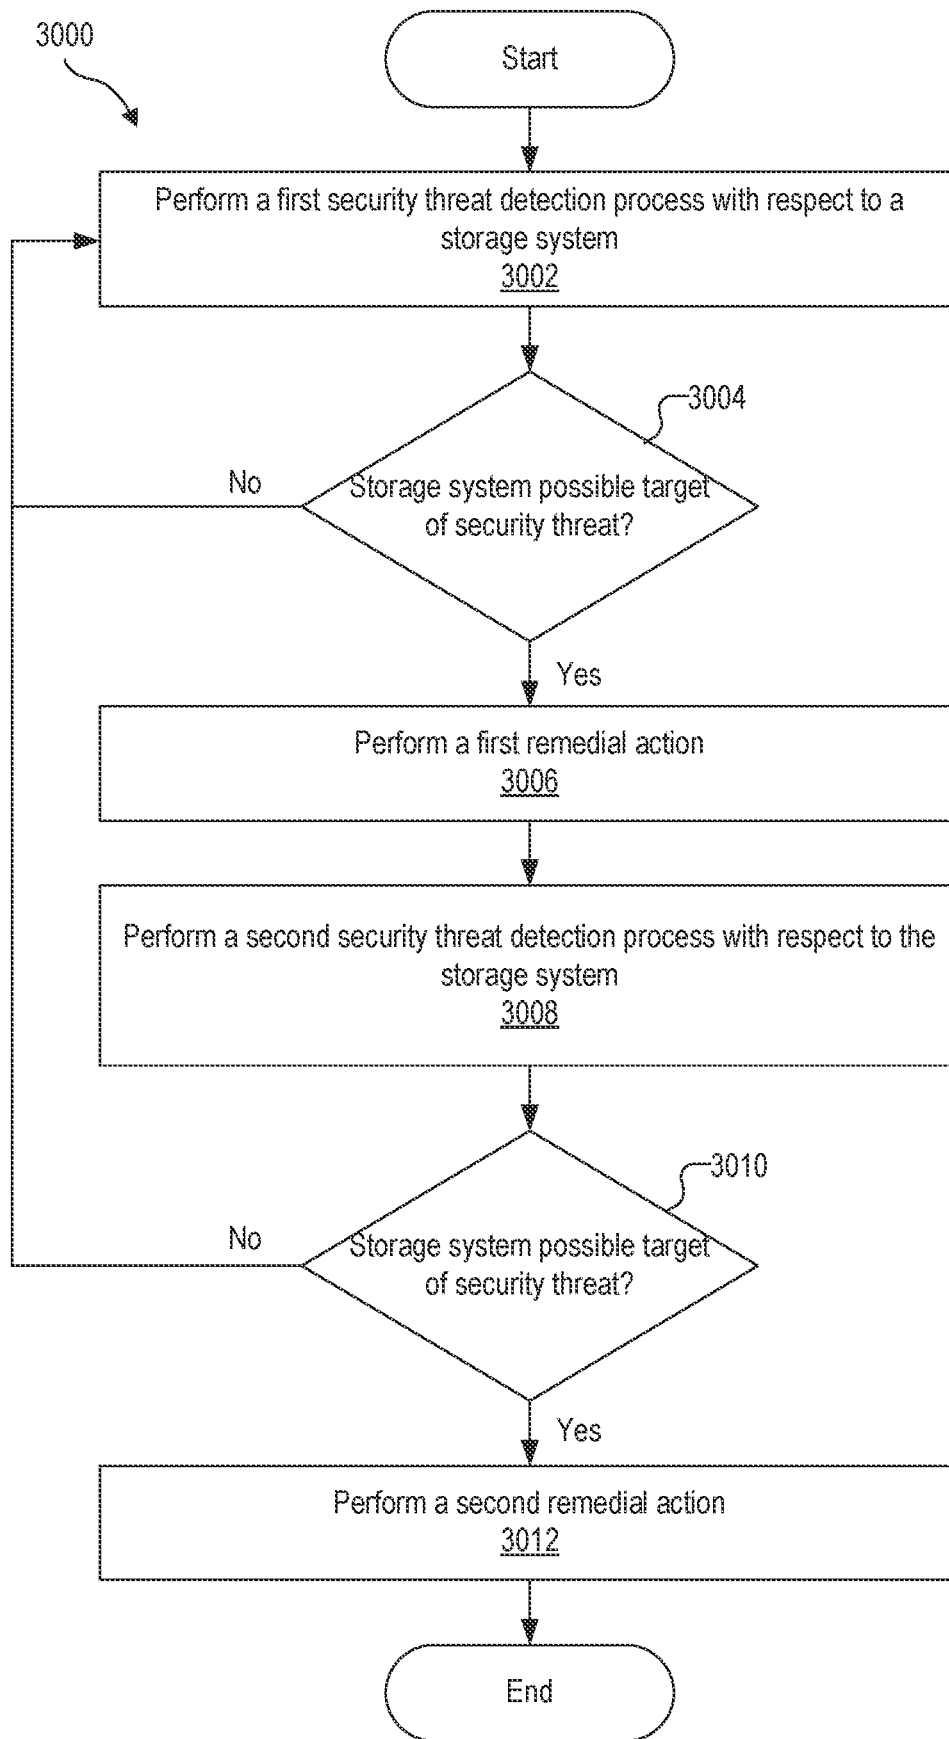 3000
Start
Perform a first security threat detection process with respect to a
storage system
3002
3004
No
Storage system possible target
of security threat?
Yes
Perform a first remedial action
3006
Perform a second security threat detection process with respect to the
storage system
3008
3010
No
Storage system possible target
of security threat?
Yes
Perform a second remedial action
3012
End